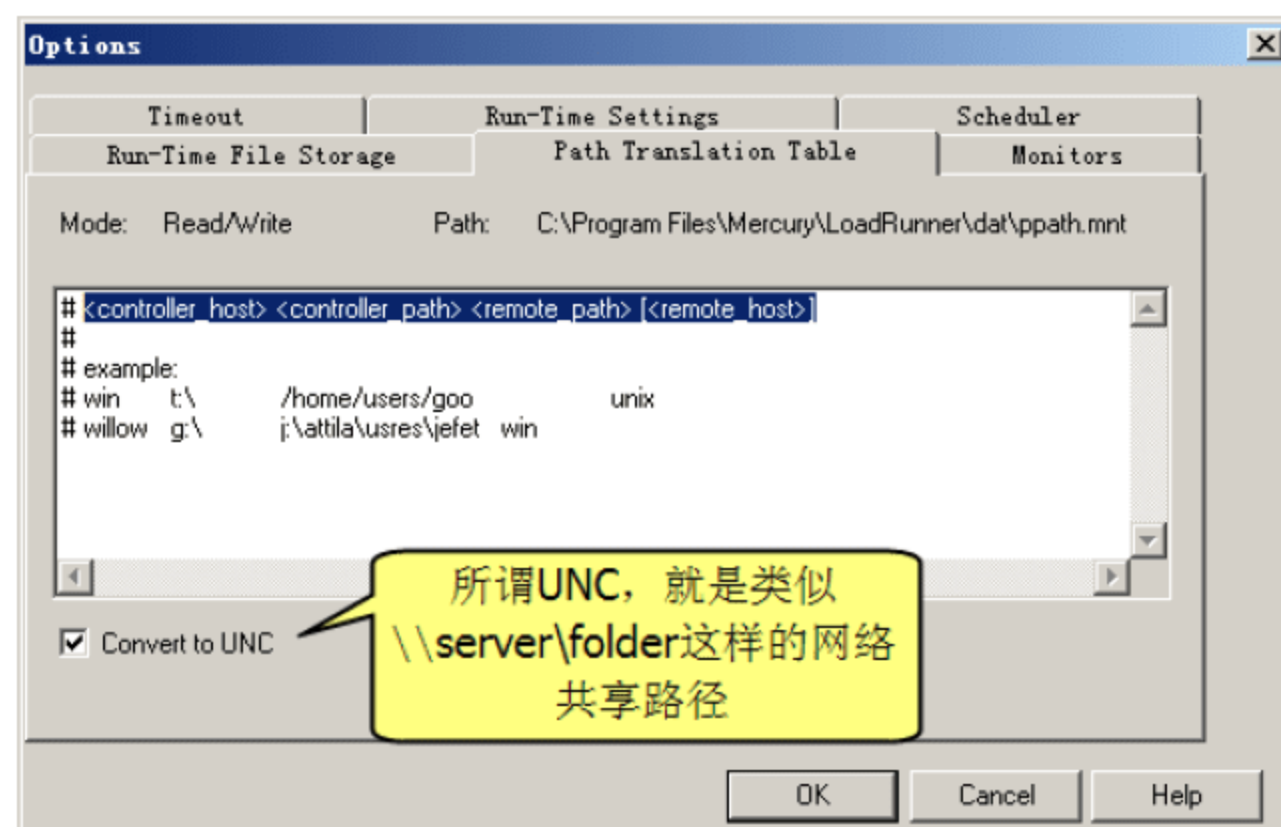 Options
Timeout Run-Time Settings Scheduler
Run-Time File Storage Path Translation Table Monitors
Mode: Read/Write Path: C:\Program Files\Mercury\LoadRunner\dat\ppath.mnt
# <controller_host> <controller_path> <remote_path> [<remote_host>]
#
# example:
# win t:\ /home/users/goo unix
# willow g:\ j:\attila\usres\jefet win
Convert to UNC
所谓UNC，就是类似
\\server\folder这样的网络
共享路径
OK Cancel Help